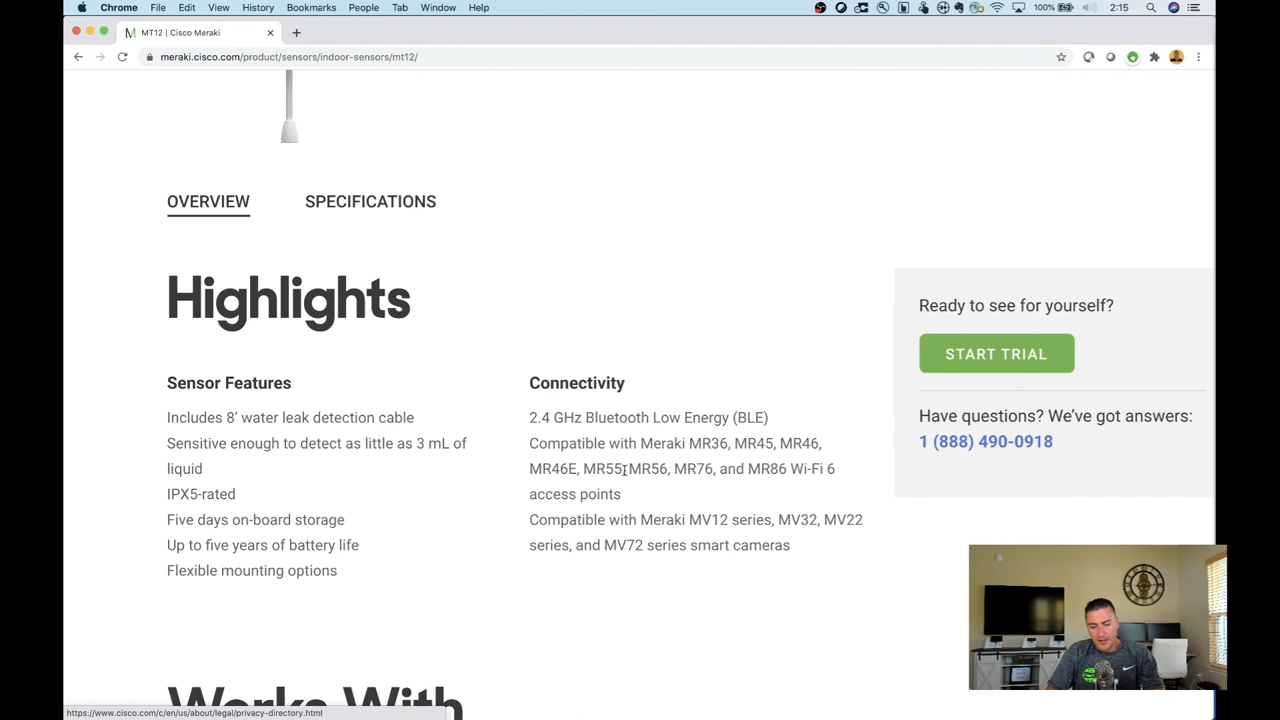 Chrome File Edit View History Bookmarks People Tab Window Help 100% 2:15
M MT12 | Cisco Meraki
meraki.cisco.com/product/sensors/indoor-sensors/mt12/
OVERVIEW SPECIFICATIONS
Highlights
Sensor Features
Includes 8’ water leak detection cable
Sensitive enough to detect as little as 3 mL of
liquid
IPX5-rated
Five days on-board storage
Up to five years of battery life
Flexible mounting options
Connectivity
2.4 GHz Bluetooth Low Energy (BLE)
Compatible with Meraki MR36, MR45, MR46,
MR46E, MR55, MR56, MR76, and MR86 Wi-Fi 6
access points
Compatible with Meraki MV12 series, MV32, MV22
series, and MV72 series smart cameras
Ready to see for yourself?
START TRIAL
Have questions? We’ve got answers:
1 (888) 490-0918
Works With
https://www.cisco.com/c/en/us/about/legal/privacy-directory.html